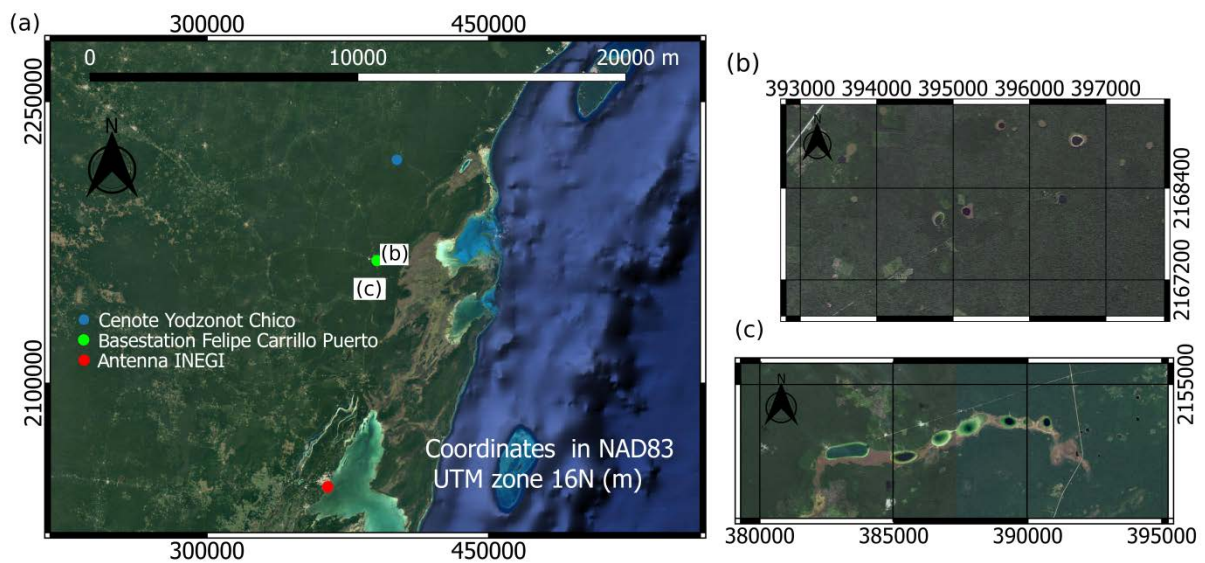 (a)
300000 450000
0 10000 20000 m
2250000
N
(b)
(c)
Cenote Yodzonot Chico
Basestation Felipe Carrillo Puerto
Antenna INEGI
2100000
Coordinates in NAD83
UTM zone 16N (m)
300000 450000
(b)
393000 394000 395000 396000 397000
N
2168400
2167200
(c)
N
2155000
380000 385000 390000 395000